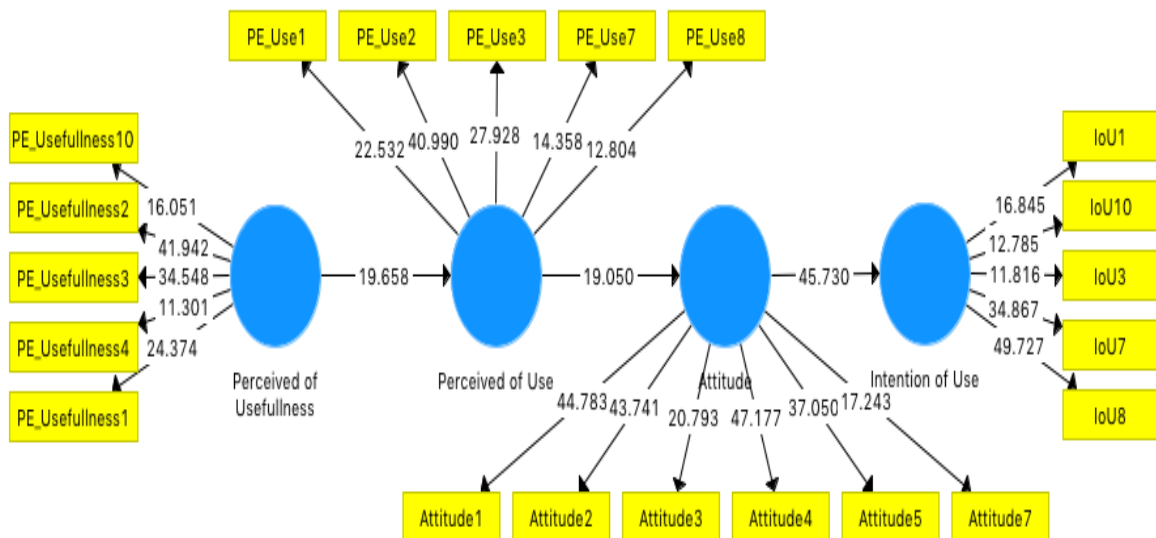 PE_Use1
PE_Use2
PE_Use3
PE_Use7
PE_Use8
22.532
40.990
27.928
14.358
12.804
PE_Usefullness10
PE_Usefullness2
PE_Usefullness3
PE_Usefullness4
PE_Usefullness1
16.051
41.942
34.548
11.301
24.374
19.658
19.050
45.730
Perceived of
Usefullness
Perceived of Use
Attitude
Intention of Use
16.845
12.785
11.816
34.867
49.727
IoU1
IoU10
IoU3
IoU7
IoU8
44.783
43.741
20.793
47.177
37.050
17.243
Attitude1
Attitude2
Attitude3
Attitude4
Attitude5
Attitude7